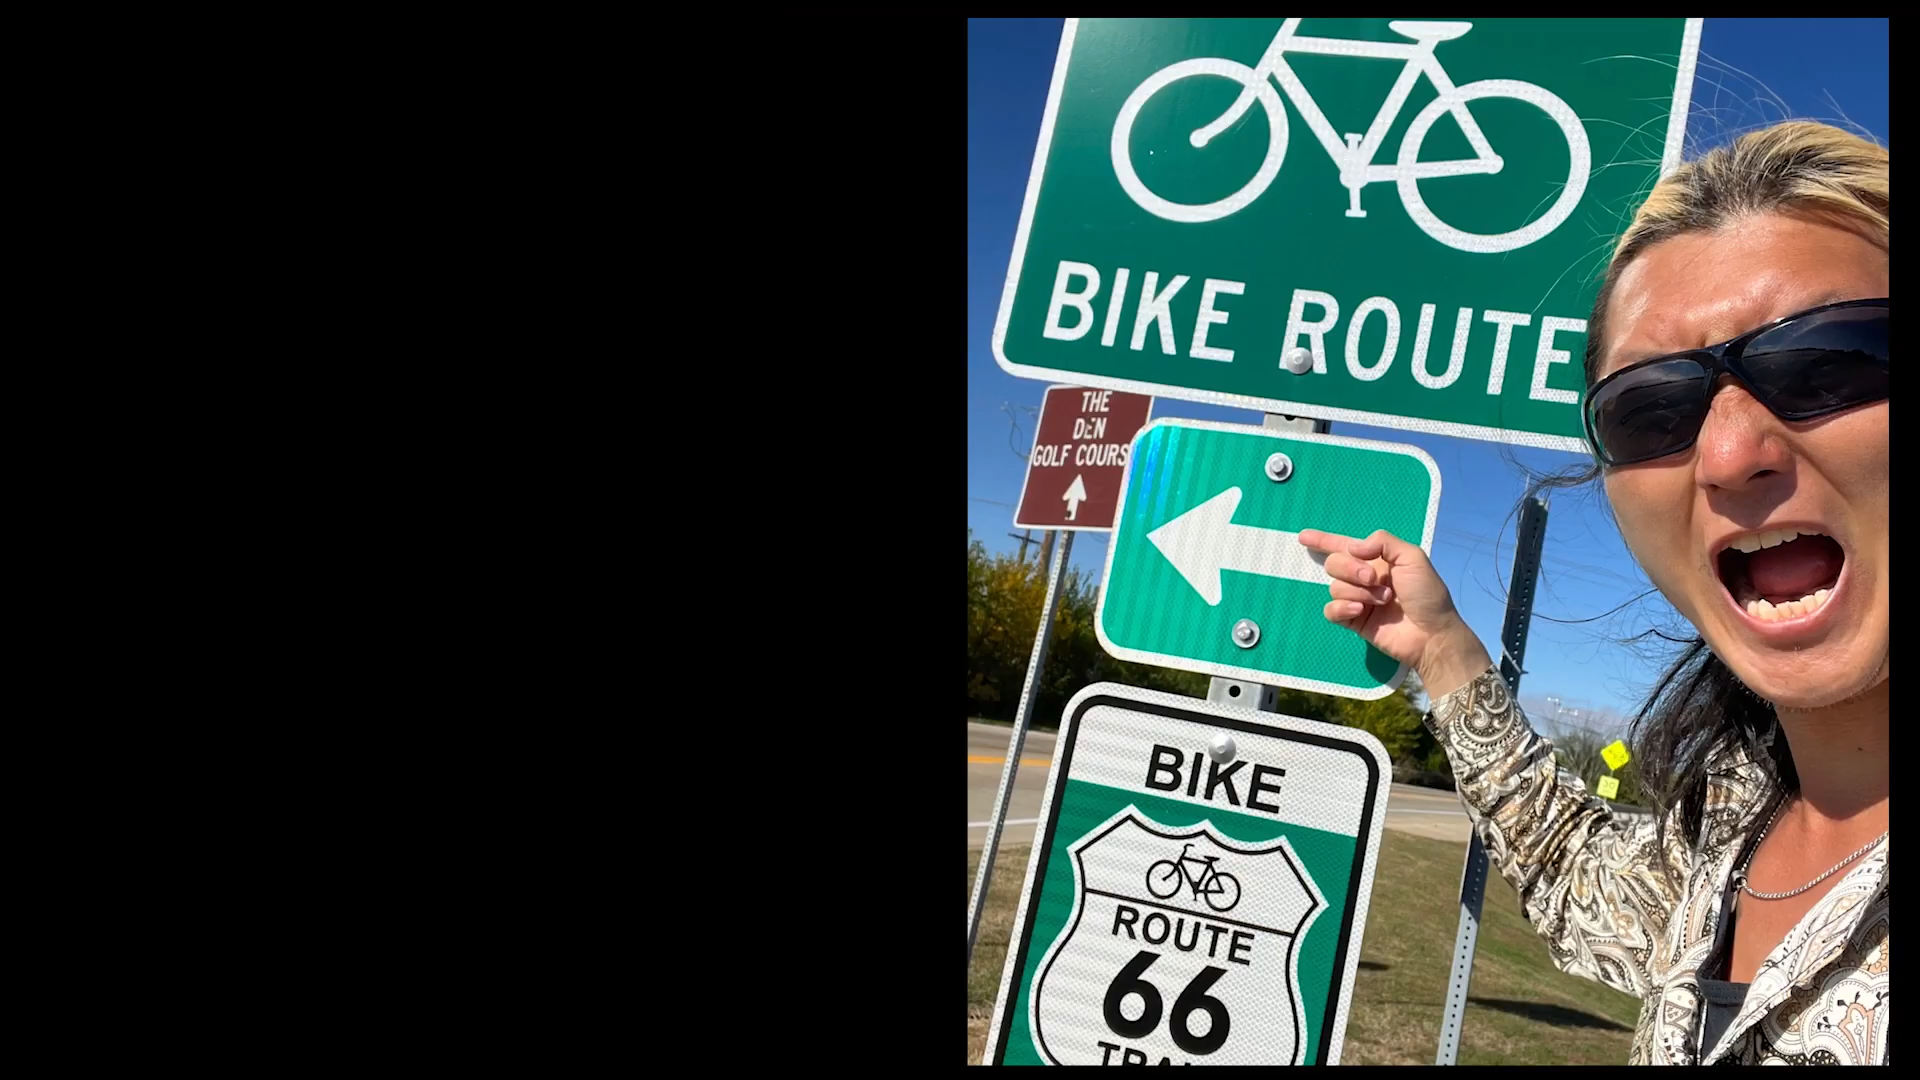 BIKE ROUTE
THE
DEN
GOLF COURS
BIKE
ROUTE
66